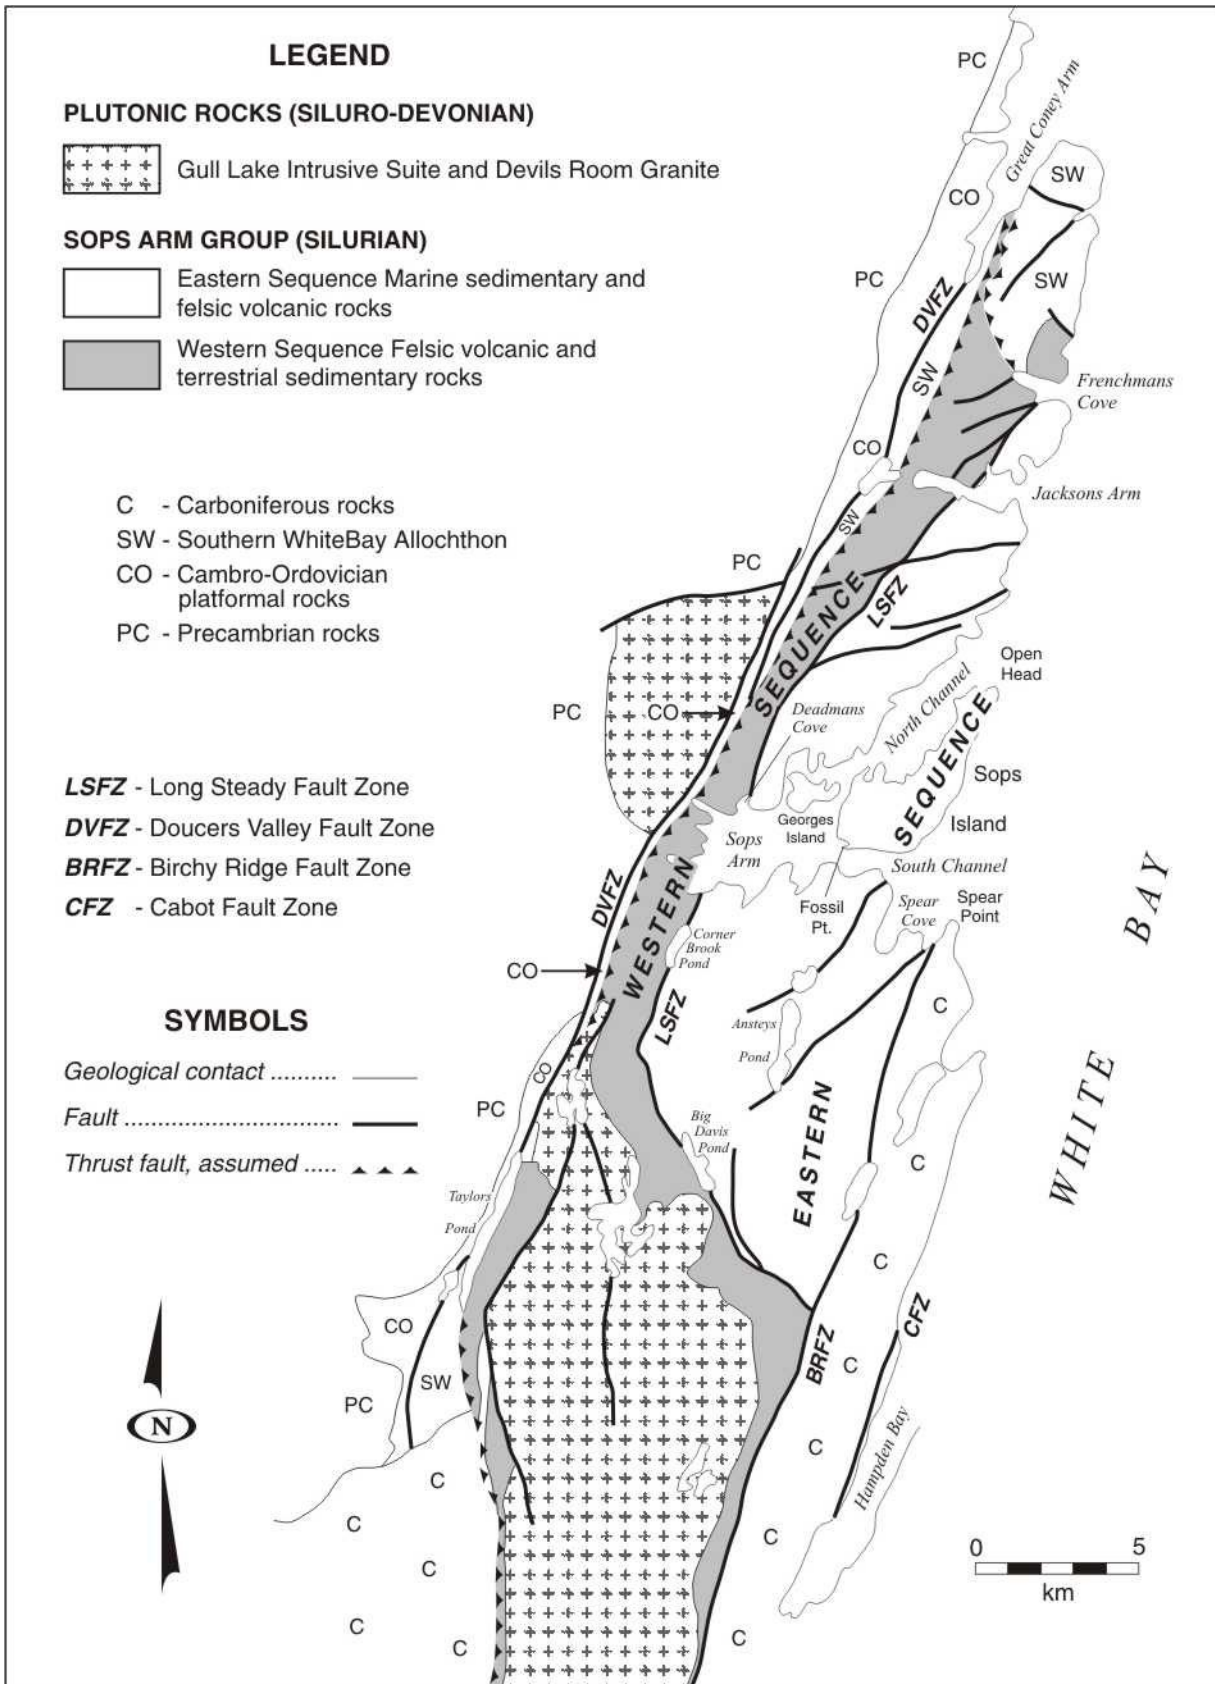 LEGEND
PLUTONIC ROCKS (SILURO-DEVONIAN)
Gull Lake Intrusive Suite and Devils Room Granite
SOPS ARM GROUP (SILURIAN)
Eastern Sequence Marine sedimentary and
felsic volcanic rocks
Western Sequence Felsic volcanic and
terrestrial sedimentary rocks
C - Carboniferous rocks
SW - Southern WhiteBay Allochthon
CO - Cambro-Ordovician
platformal rocks
PC - Precambrian rocks
LSFZ - Long Steady Fault Zone
DVFZ - Doucers Valley Fault Zone
BRFZ - Birchy Ridge Fault Zone
CFZ - Cabot Fault Zone
SYMBOLS
Geological contact ..........
Fault .................................
Thrust fault, assumed .....
N
PC
Great Coney Arm
SW
CO
PC
SW
DVFZ
SW
Frenchmans
Cove
CO
Jacksons Arm
SW
PC
SEQUENCE
LSFZ
Open
Head
PC
CO
Deadmans
Cove
North Channel
SEQUENCE
Sops
Island
Georges
Island
Sops
Arm
South Channel
DVFZ
WESTERN
Fossil
Pt.
Spear
Cove
Spear
Point
Corner
Brook
Pond
CO
LSFZ
Ansteys
Pond
C
WHITE BAY
CO
PC
Big
Davis
Pond
EASTERN
C
Taylors
Pond
C
CO
CFZ
BRFZ
C
SW
PC
C
Hampden Bay
C
C
C
C
C
C
C
0 5
km